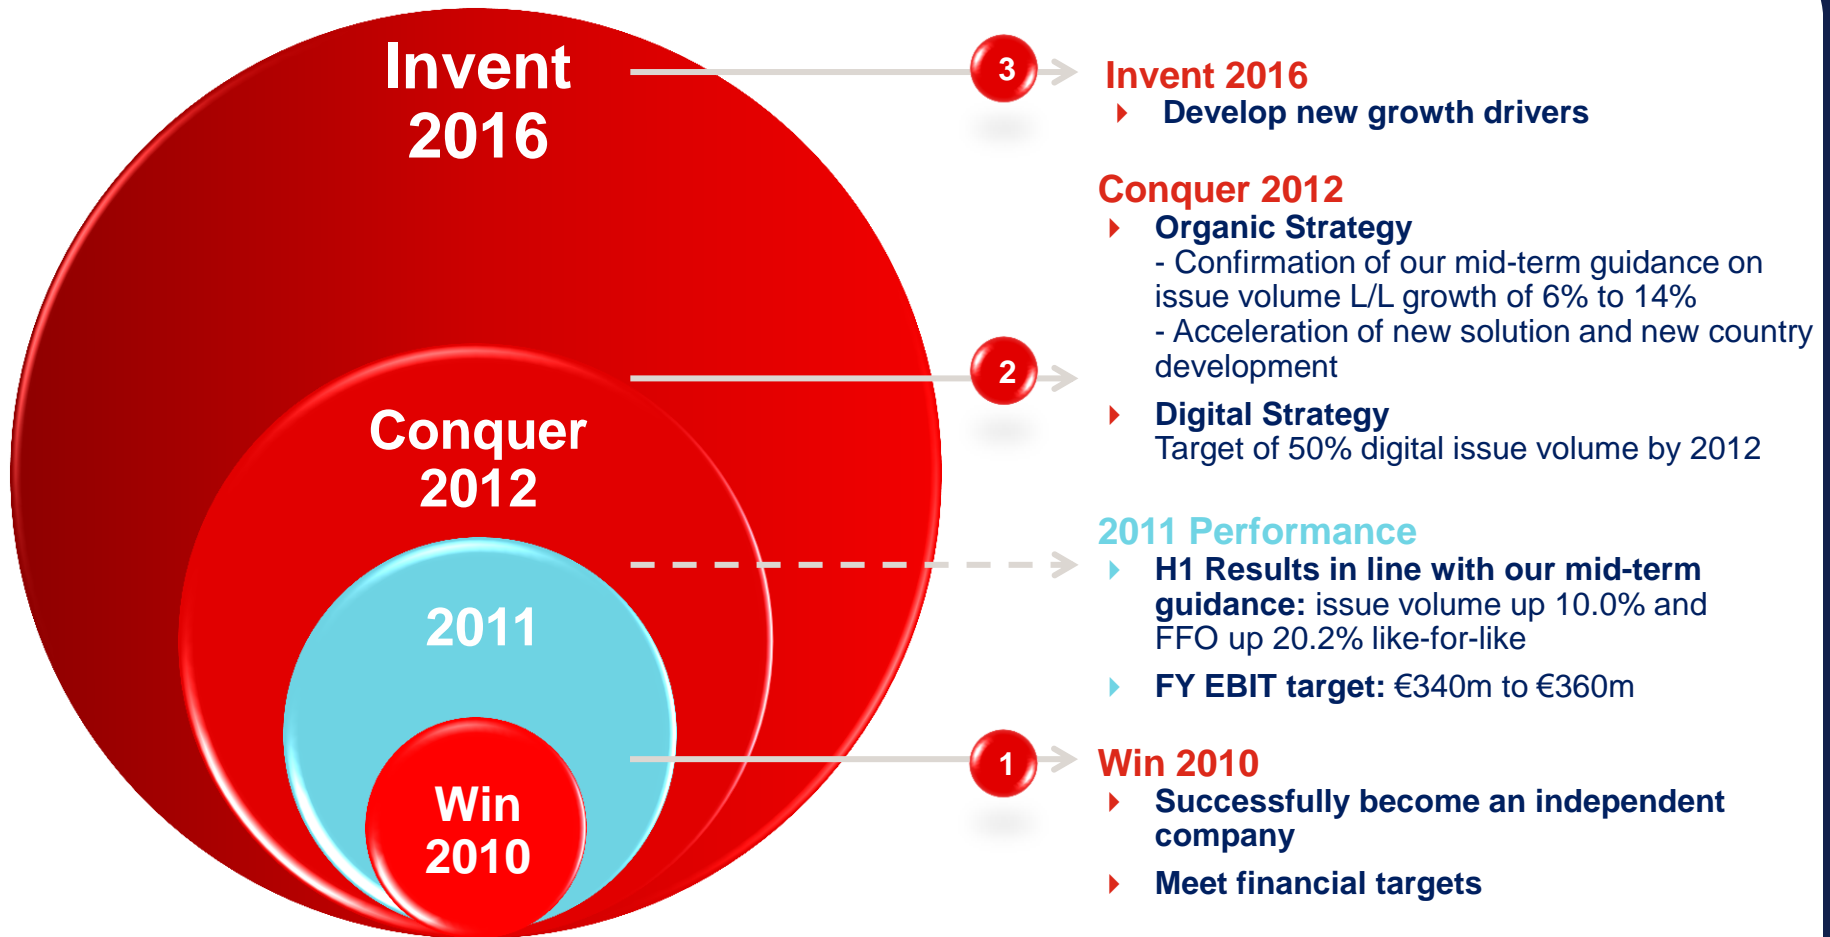 Invent
2016
Conquer
2012
2011
Win
2010
3
Invent 2016
Develop new growth drivers
Conquer 2012
Organic Strategy
- Confirmation of our mid-term guidance on
issue volume L/L growth of 6% to 14%
- Acceleration of new solution and new country
development
2
Digital Strategy
Target of 50% digital issue volume by 2012
2011 Performance
H1 Results in line with our mid-term
guidance: issue volume up 10.0% and
FFO up 20.2% like-for-like
FY EBIT target: €340m to €360m
1
Win 2010
Successfully become an independent
company
Meet financial targets